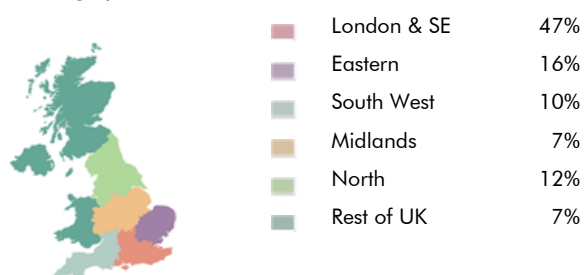 London & SE 47%
Eastern 16%
South West 10%
Midlands 7%
North 12%
Rest of UK 7%